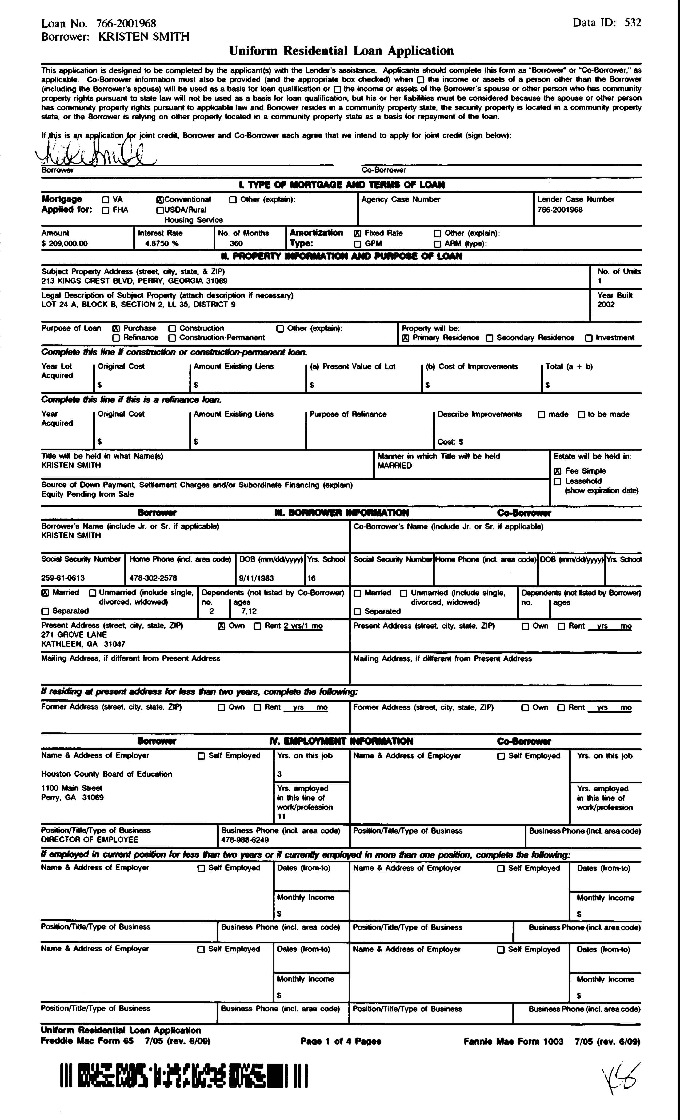 Loan No. 766-2001968 Data ID: 532
Borrower: KRISTEN SMITH
Uniform Residential Loan Application
This application is designed to be completed by the applicant(s) with the Lender's assistance. Applicants should complete this form as "Borrower" or "Co-Borrower," as
applicable. Co-Borrower information must also be provided (and the appropriate box checked) when ☐ the income or assets of a person other than the Borrower
(including the Borrower's spouse) will be used as a basis for loan qualification or ☐ the income or assets of the Borrower's spouse or other person who has community
property rights pursuant to state law will not be used as a basis for loan qualification, but his or her liabilities must be considered because the spouse or other person
has community property rights pursuant to applicable law and Borrower resides in a community property state, the security property is located in a community property
state, or the Borrower is relying on other property located in a community property state as a basis for repayment of the loan.
If this is an application for joint credit, Borrower and Co-Borrower each agree that we intend to apply for joint credit (sign below):
Borrower Co-Borrower
I. TYPE OF MORTGAGE AND TERMS OF LOAN
Mortgage ☐ VA ☒ Conventional ☐ Other (explain): Agency Case Number Lender Case Number
Applied for: ☐ FHA ☐ USDA/Rural 766-2001968
Housing Service
Amount Interest Rate No. of Months Amortization ☒ Fixed Rate ☐ Other (explain):
$ 209,000.00 4.8750 % 360 Type: ☐ GPM ☐ ARM (type):
II. PROPERTY INFORMATION AND PURPOSE OF LOAN
Subject Property Address (street, city, state, & ZIP) No. of Units
213 KINGS CREST BLVD, PERRY, GEORGIA 31069 1
Legal Description of Subject Property (attach description if necessary) Year Built
LOT 24 A, BLOCK B, SECTION 2, LL 35, DISTRICT 9 2002
Purpose of Loan ☒ Purchase ☐ Construction ☐ Other (explain): Property will be:
☐ Refinance ☐ Construction-Permanent ☒ Primary Residence ☐ Secondary Residence ☐ Investment
Complete this line if construction or construction-permanent loan.
Year Lot Original Cost Amount Existing Liens (a) Present Value of Lot (b) Cost of Improvements Total (a + b)
Acquired
$ $ $ $ $
Complete this line if this is a refinance loan.
Year Original Cost Amount Existing Liens Purpose of Refinance Describe Improvements ☐ made ☐ to be made
Acquired
$ $ Cost: $
Title will be held in what Name(s) Manner in which Title will be held Estate will be held in:
KRISTEN SMITH MARRIED ☒ Fee Simple
☐ Leasehold
Source of Down Payment, Settlement Charges and/or Subordinate Financing (explain) (show expiration date)
Equity Pending from Sale
Borrower III. BORROWER INFORMATION Co-Borrower
Borrower's Name (include Jr. or Sr. if applicable) Co-Borrower's Name (include Jr. or Sr. if applicable)
KRISTEN SMITH
Social Security Number Home Phone (incl. area code) DOB (mm/dd/yyyy) Yrs. School Social Security Number Home Phone (incl. area code) DOB (mm/dd/yyyy) Yrs. School
259-61-0613 478-302-2578 9/11/1983 16
☒ Married ☐ Unmarried (include single, Dependents (not listed by Co-Borrower) ☐ Married ☐ Unmarried (include single, Dependents (not listed by Borrower)
divorced, widowed) no. ages divorced, widowed) no. ages
☐ Separated 2 7,12 ☐ Separated
Present Address (street, city, state, ZIP) ☒ Own ☐ Rent 2 yrs/1 mo Present Address (street, city, state, ZIP) ☐ Own ☐ Rent yrs mo
271 GROVE LANE
KATHLEEN, GA 31047
Mailing Address, if different from Present Address Mailing Address, if different from Present Address
If residing at present address for less than two years, complete the following:
Former Address (street, city, state, ZIP) ☐ Own ☐ Rent yrs mo Former Address (street, city, state, ZIP) ☐ Own ☐ Rent yrs mo
Borrower IV. EMPLOYMENT INFORMATION Co-Borrower
Name & Address of Employer ☐ Self Employed Yrs. on this job Name & Address of Employer ☐ Self Employed Yrs. on this job
Houston County Board of Education 3
1100 Main Street Yrs. employed Yrs. employed
Perry, GA 31069 in this line of in this line of
work/profession work/profession
11
Position/Title/Type of Business Business Phone (incl. area code) Position/Title/Type of Business Business Phone (incl. area code)
DIRECTOR OF EMPLOYEE 478-988-6249
If employed in current position for less than two years or if currently employed in more than one position, complete the following:
Name & Address of Employer ☐ Self Employed Dates (from-to) Name & Address of Employer ☐ Self Employed Dates (from-to)
Monthly Income Monthly Income
$ $
Position/Title/Type of Business Business Phone (incl. area code) Position/Title/Type of Business Business Phone (incl. area code)
Name & Address of Employer ☐ Self Employed Dates (from-to) Name & Address of Employer ☐ Self Employed Dates (from-to)
Monthly Income Monthly Income
$ $
Position/Title/Type of Business Business Phone (incl. area code) Position/Title/Type of Business Business Phone (incl. area code)
Uniform Residential Loan Application
Freddie Mac Form 65 7/05 (rev. 6/09) Page 1 of 4 Pages Fannie Mae Form 1003 7/05 (rev. 6/09)